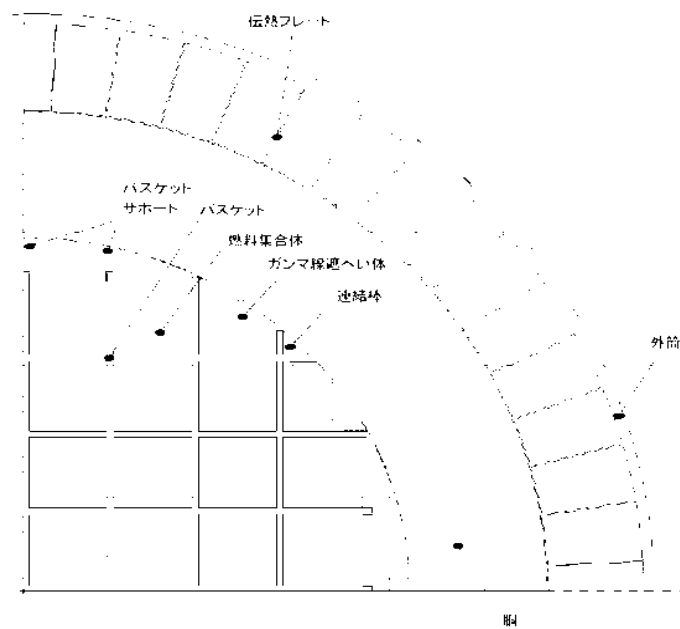 伝熱フレート
バスケット
サホート
バスケット
燃料集合体
ガンマ線遮へい体
連結棒
外筒
胴